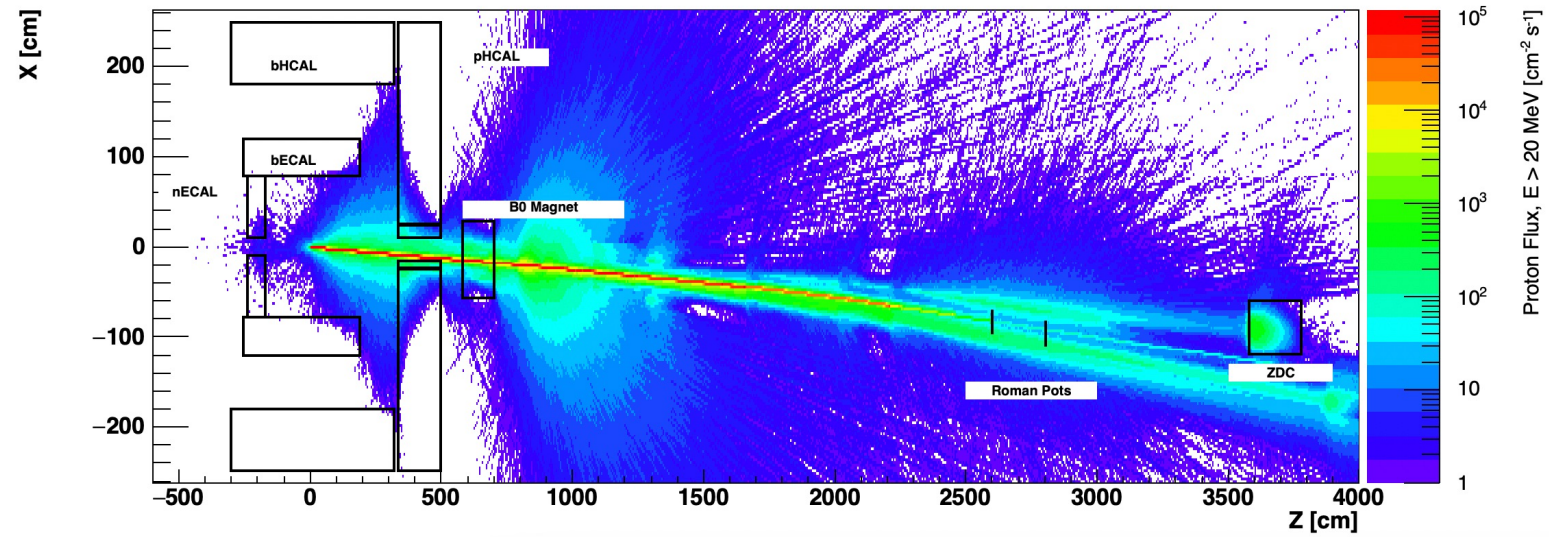 X [cm]
200
100
0
−100
−200
bHCAL
pHCAL
bECAL
nECAL
B0 Magnet
Roman Pots
ZDC
−500
0
500
1000
1500
2000
2500
3000
3500
4000
Z [cm]
10⁵
10⁴
10³
10²
10
1
Proton Flux, E > 20 MeV [cm⁻² s⁻¹]